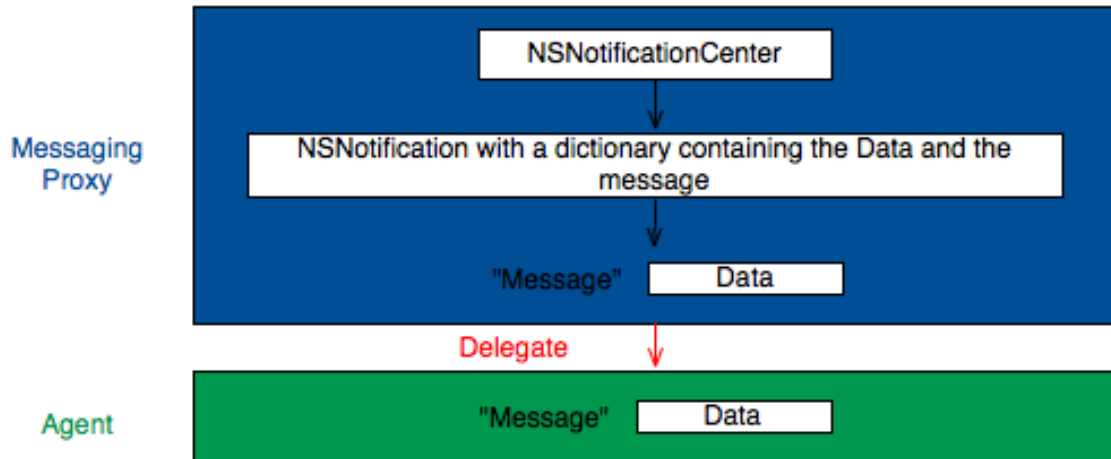 NSNotificationCenter
Messaging
Proxy
NSNotification with a dictionary containing the Data and the
message
"Message" Data
Delegate
Agent
"Message" Data